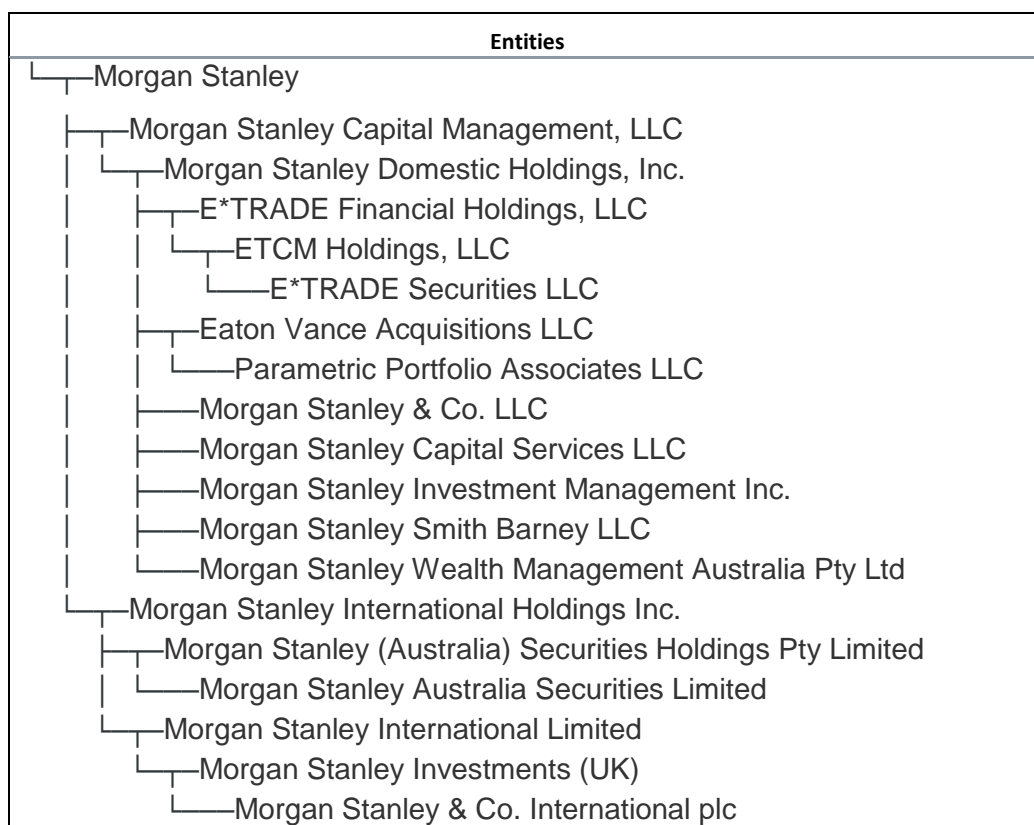 Entities
Morgan Stanley
Morgan Stanley Capital Management, LLC
Morgan Stanley Domestic Holdings, Inc.
E*TRADE Financial Holdings, LLC
ETCM Holdings, LLC
E*TRADE Securities LLC
Eaton Vance Acquisitions LLC
Parametric Portfolio Associates LLC
Morgan Stanley & Co. LLC
Morgan Stanley Capital Services LLC
Morgan Stanley Investment Management Inc.
Morgan Stanley Smith Barney LLC
Morgan Stanley Wealth Management Australia Pty Ltd
Morgan Stanley International Holdings Inc.
Morgan Stanley (Australia) Securities Holdings Pty Limited
Morgan Stanley Australia Securities Limited
Morgan Stanley International Limited
Morgan Stanley Investments (UK)
Morgan Stanley & Co. International plc